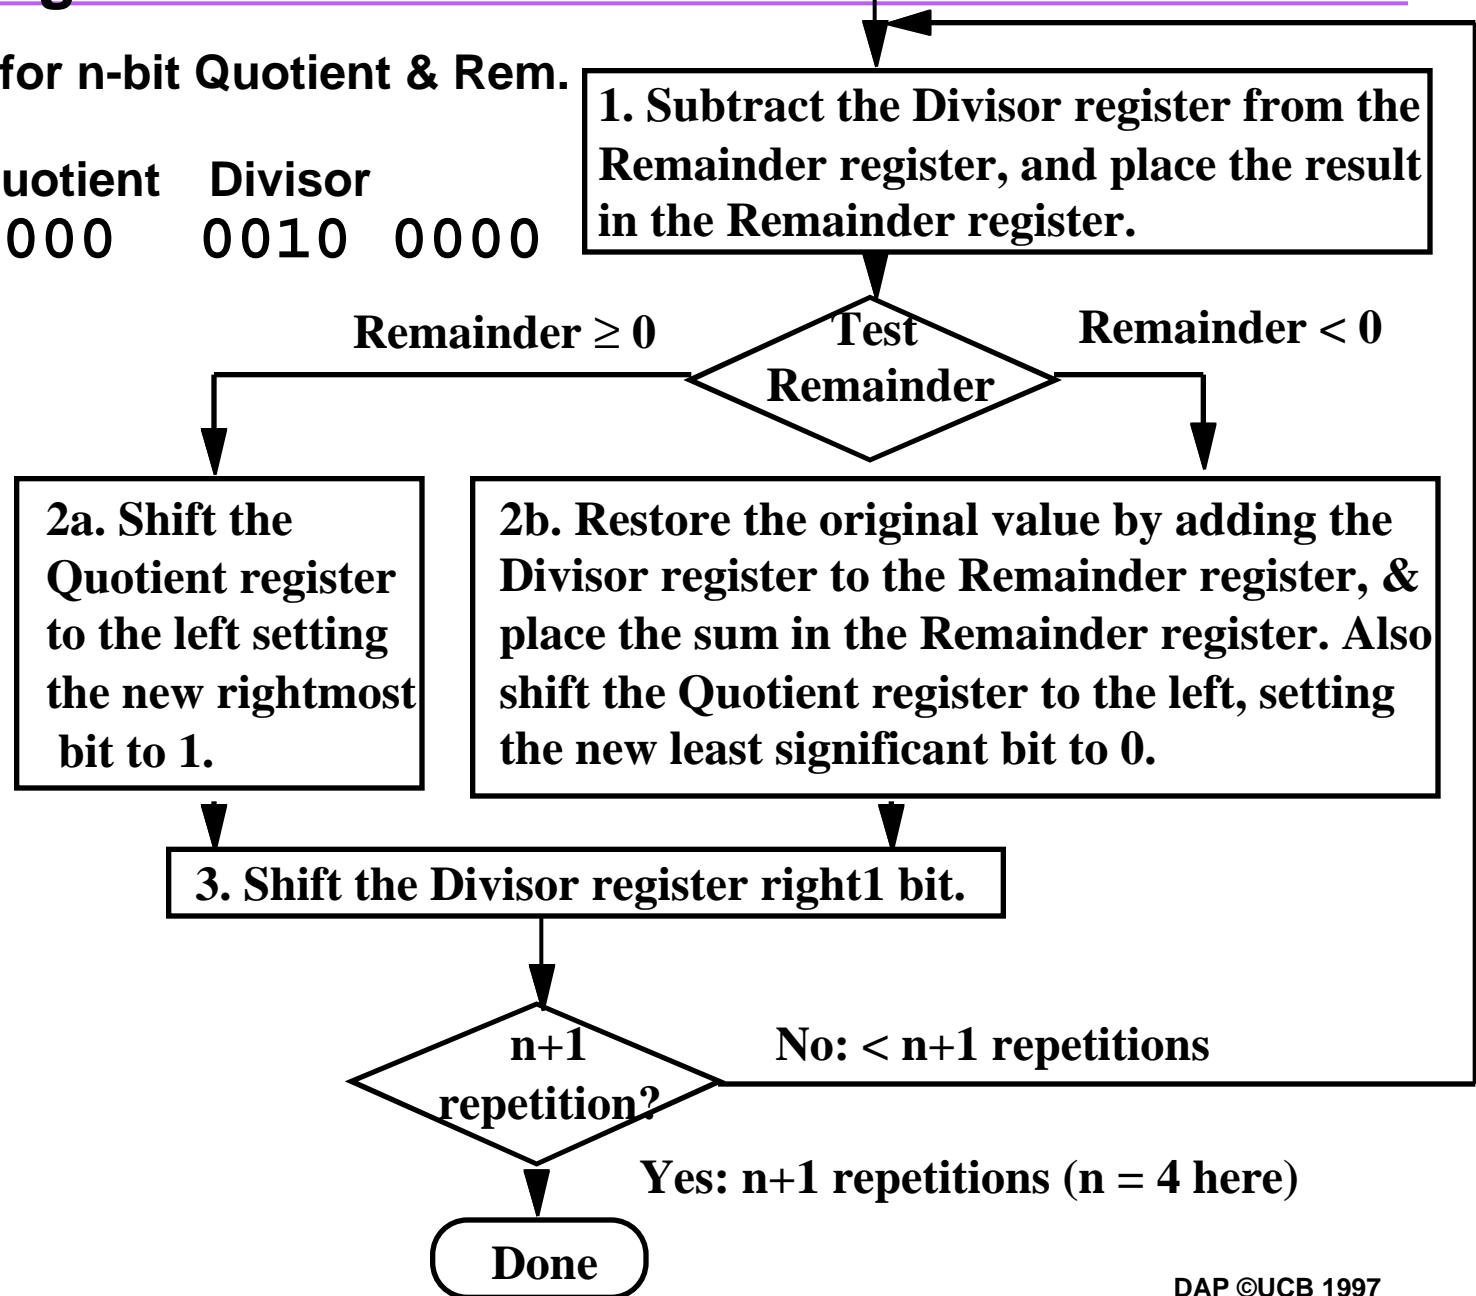 g
for n-bit Quotient & Rem.
uotient Divisor
000 0010 0000
1. Subtract the Divisor register from the
Remainder register, and place the result
in the Remainder register.
Remainder ≥ 0
Test
Remainder
Remainder < 0
2a. Shift the
Quotient register
to the left setting
the new rightmost
bit to 1.
2b. Restore the original value by adding the
Divisor register to the Remainder register, &
place the sum in the Remainder register. Also
shift the Quotient register to the left, setting
the new least significant bit to 0.
3. Shift the Divisor register right1 bit.
n+1
repetition?
No: < n+1 repetitions
Yes: n+1 repetitions (n = 4 here)
Done
DAP ©UCB 1997